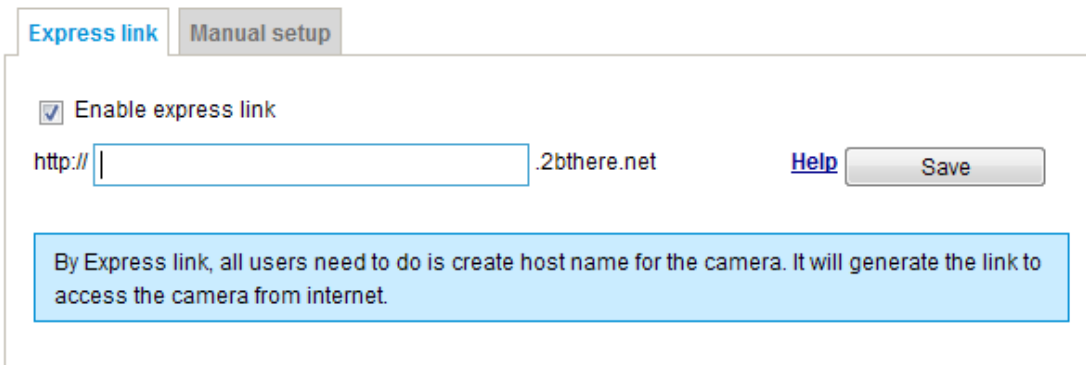 Express link Manual setup
Enable express link
http:// .2bthere.net Help Save
By Express link, all users need to do is create host name for the camera. It will generate the link to
access the camera from internet.